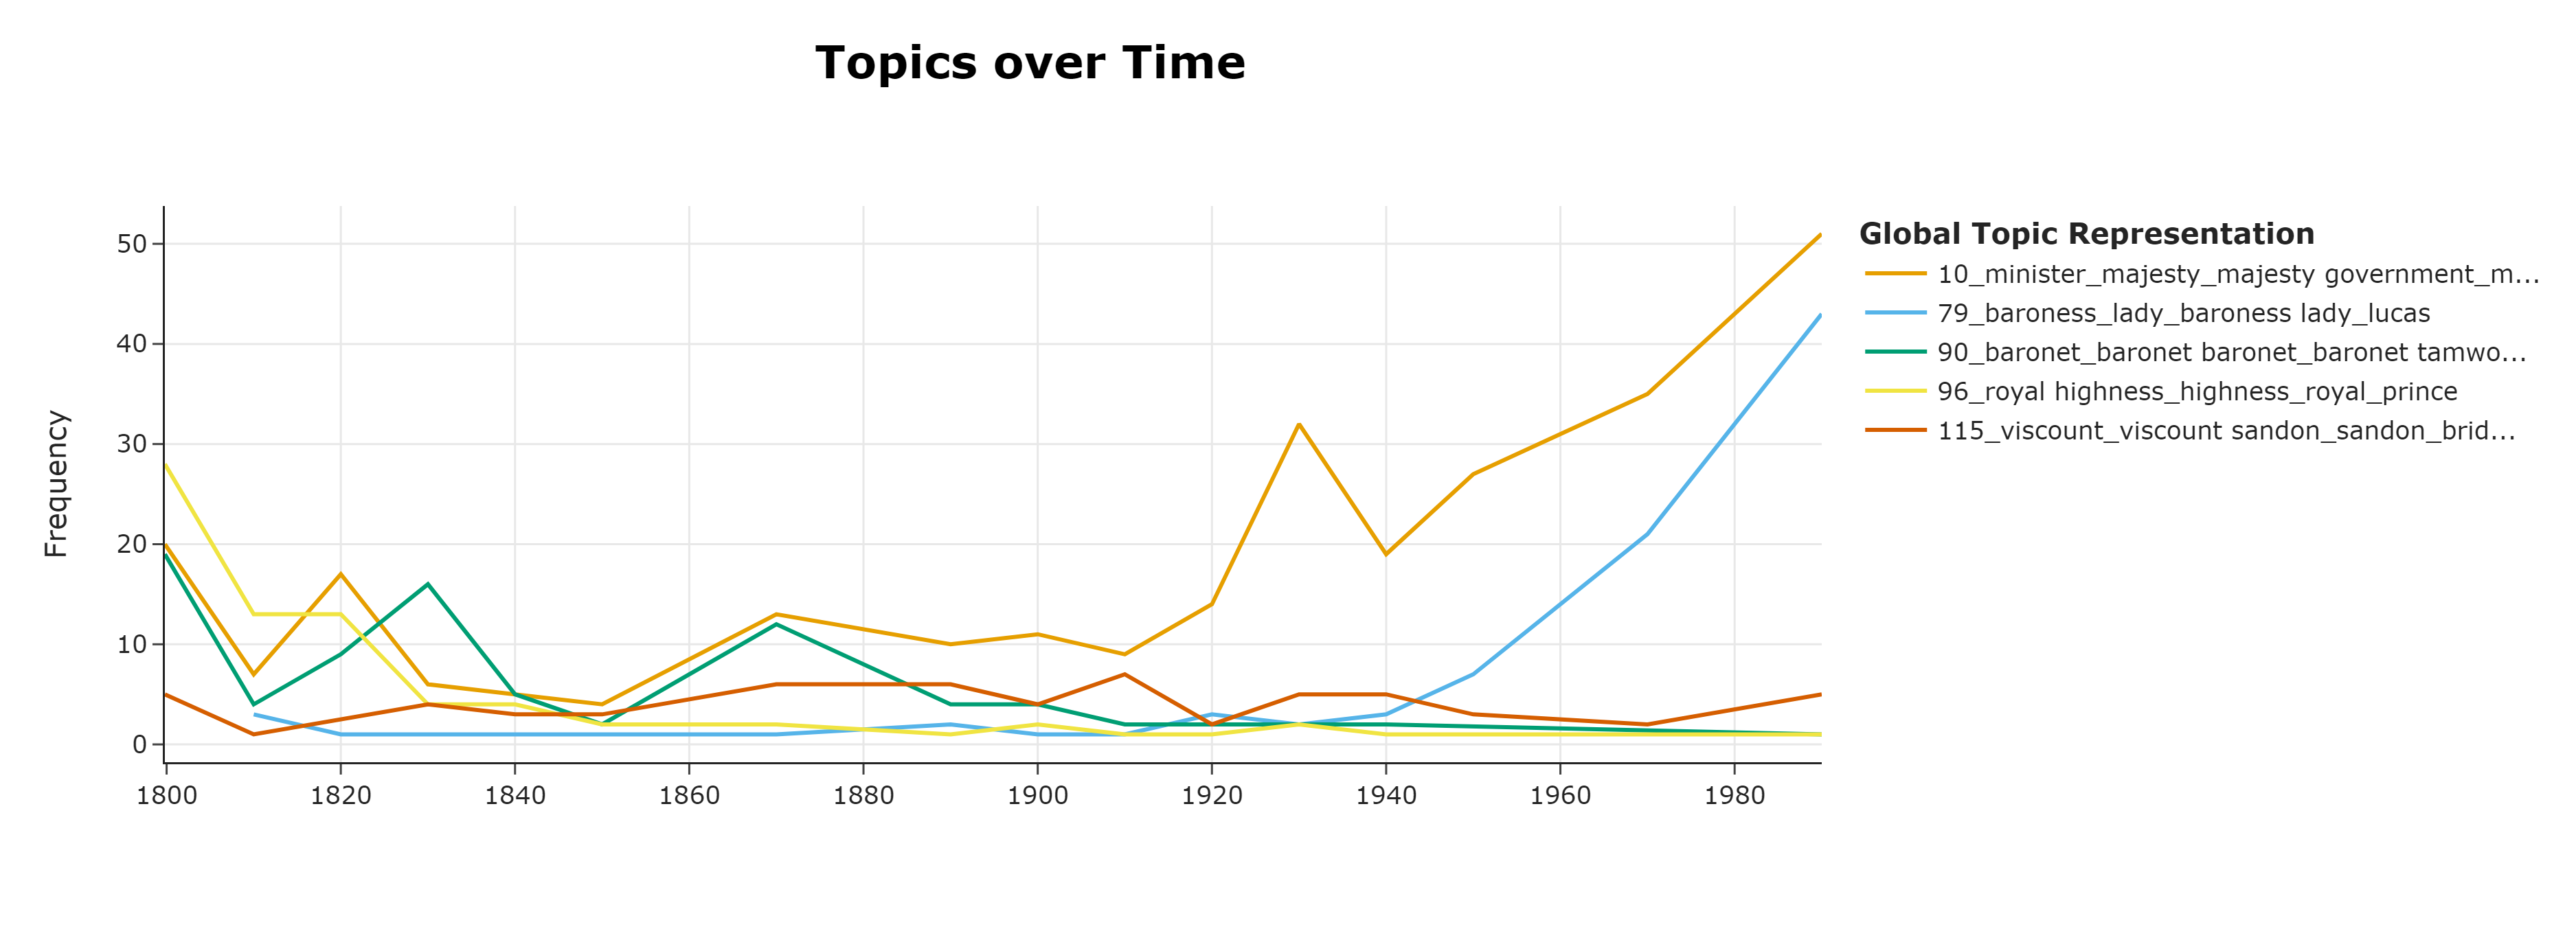 Topics over Time
Frequency
50
40
30
20
10
0
1800 1820 1840 1860 1880 1900 1920 1940 1960 1980
Global Topic Representation
10_minister_majesty_majesty government_m...
79_baroness_lady_baroness lady_lucas
90_baronet_baronet baronet_baronet tamwo...
96_royal highness_highness_royal_prince
115_viscount_viscount sandon_sandon_brid...